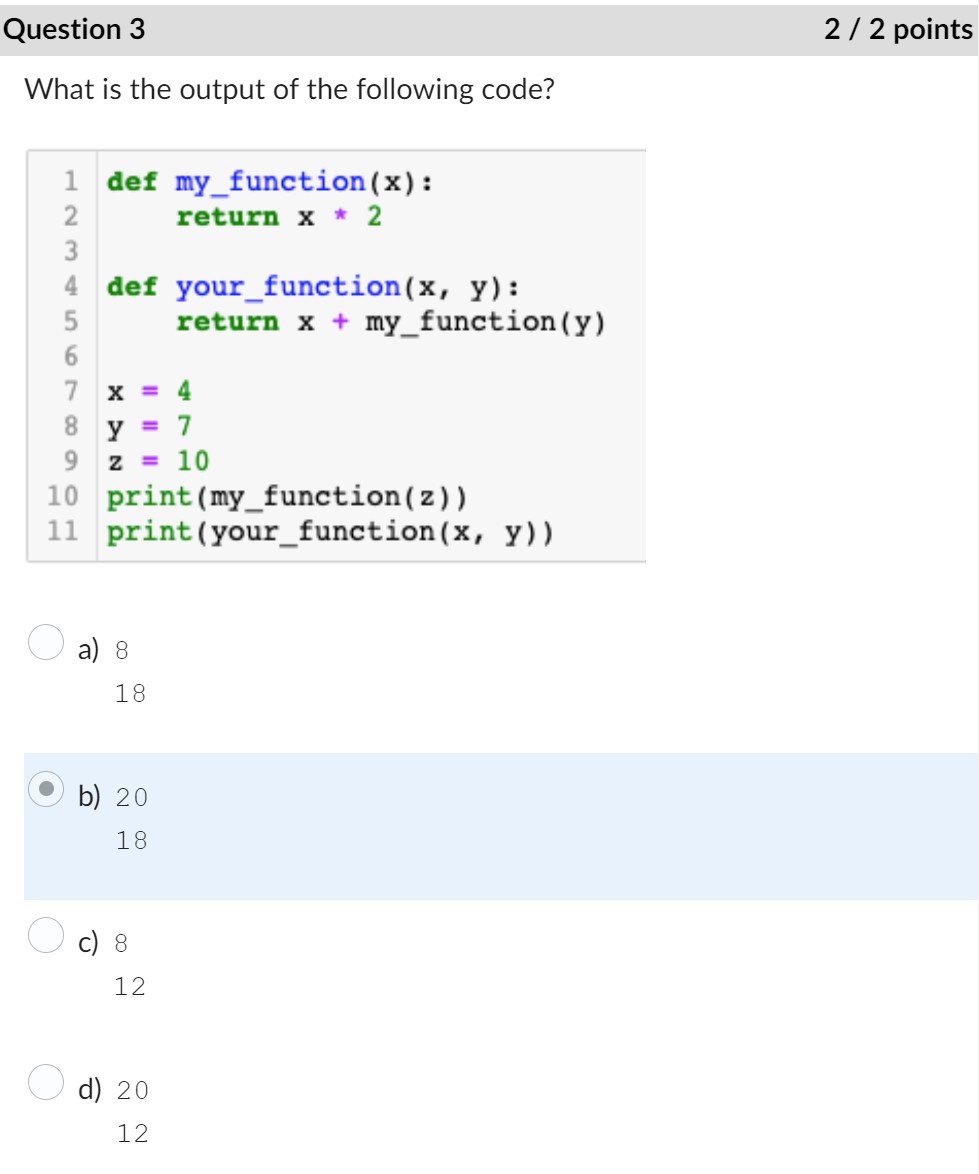 Question 3 2 / 2 points
What is the output of the following code?
1 def my_function(x):
2     return x * 2
3
4 def your_function(x, y):
5     return x + my_function(y)
6
7 x = 4
8 y = 7
9 z = 10
10 print(my_function(z))
11 print(your_function(x, y))
a) 8
18
b) 20
18
c) 8
12
d) 20
12